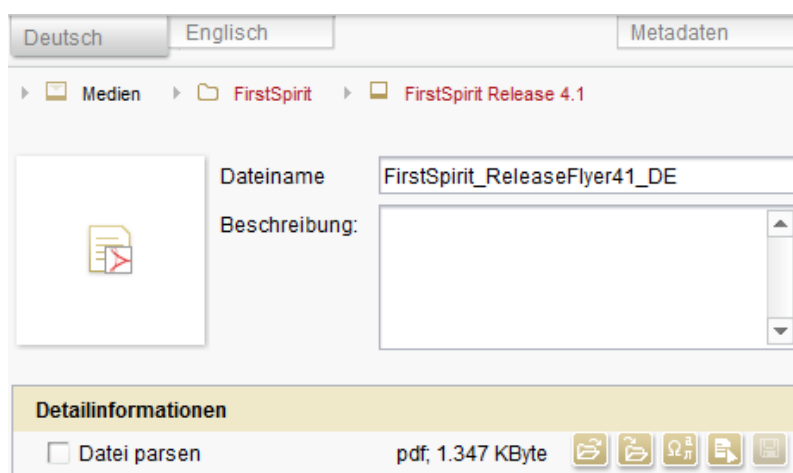 Deutsch Englisch Metadaten
Medien FirstSpirit FirstSpirit Release 4.1
Dateiname FirstSpirit_ReleaseFlyer41_DE
Beschreibung:
Detailinformationen
Datei parsen pdf; 1.347 KByte